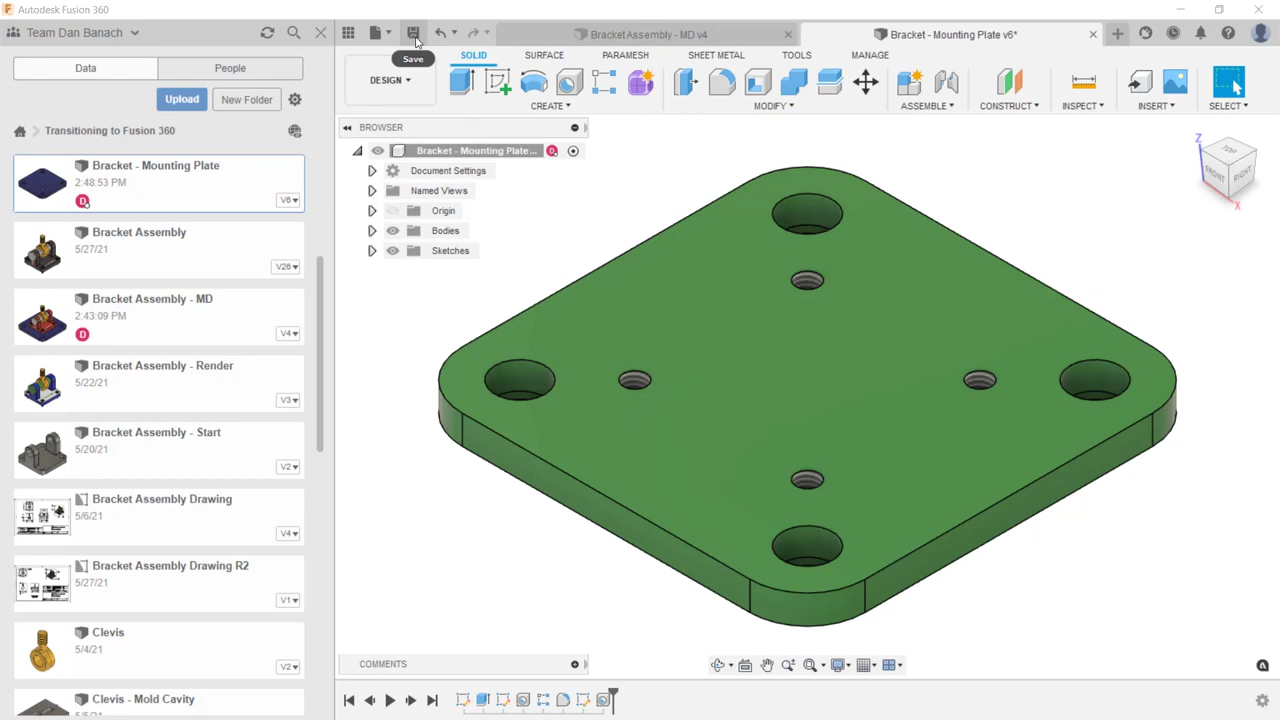 Autodesk Fusion 360
Team Dan Banach
Bracket Assembly - MD v4
Bracket - Mounting Plate v6*
Save
Data
People
DESIGN
SOLID
SURFACE
PARAMESH
SHEET METAL
TOOLS
MANAGE
Upload
New Folder
CREATE
MODIFY
ASSEMBLE
CONSTRUCT
INSPECT
INSERT
SELECT
Transitioning to Fusion 360
BROWSER
Bracket - Mounting Plate...
D
Document Settings
Named Views
Origin
Bodies
Sketches
TOP
FRONT
RIGHT
Z
X
Bracket - Mounting Plate
2:48:53 PM
D
V6
Bracket Assembly
5/27/21
V26
Bracket Assembly - MD
2:43:09 PM
D
V4
Bracket Assembly - Render
5/22/21
V3
Bracket Assembly - Start
5/20/21
V2
Bracket Assembly Drawing
5/6/21
V4
Bracket Assembly Drawing R2
5/27/21
V1
Clevis
5/4/21
V2
Clevis - Mold Cavity
COMMENTS